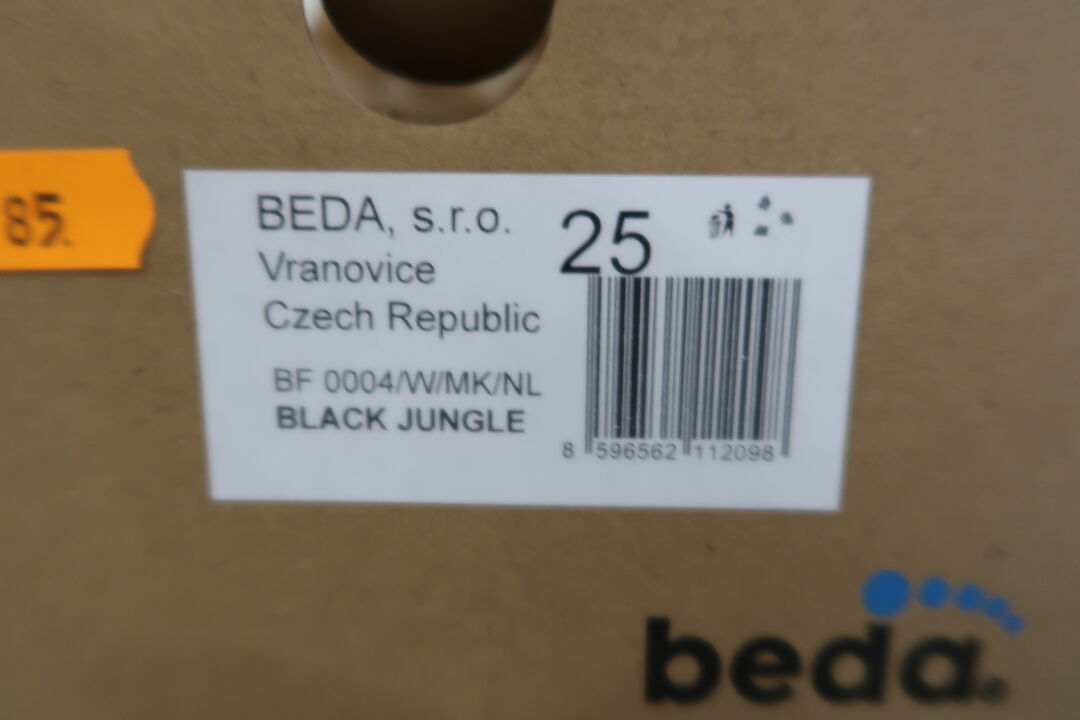 85.
BEDA, s.r.o.
Vranovice
Czech Republic
25
BF 0004/W/MK/NL
BLACK JUNGLE
8 596562 112098
beda®